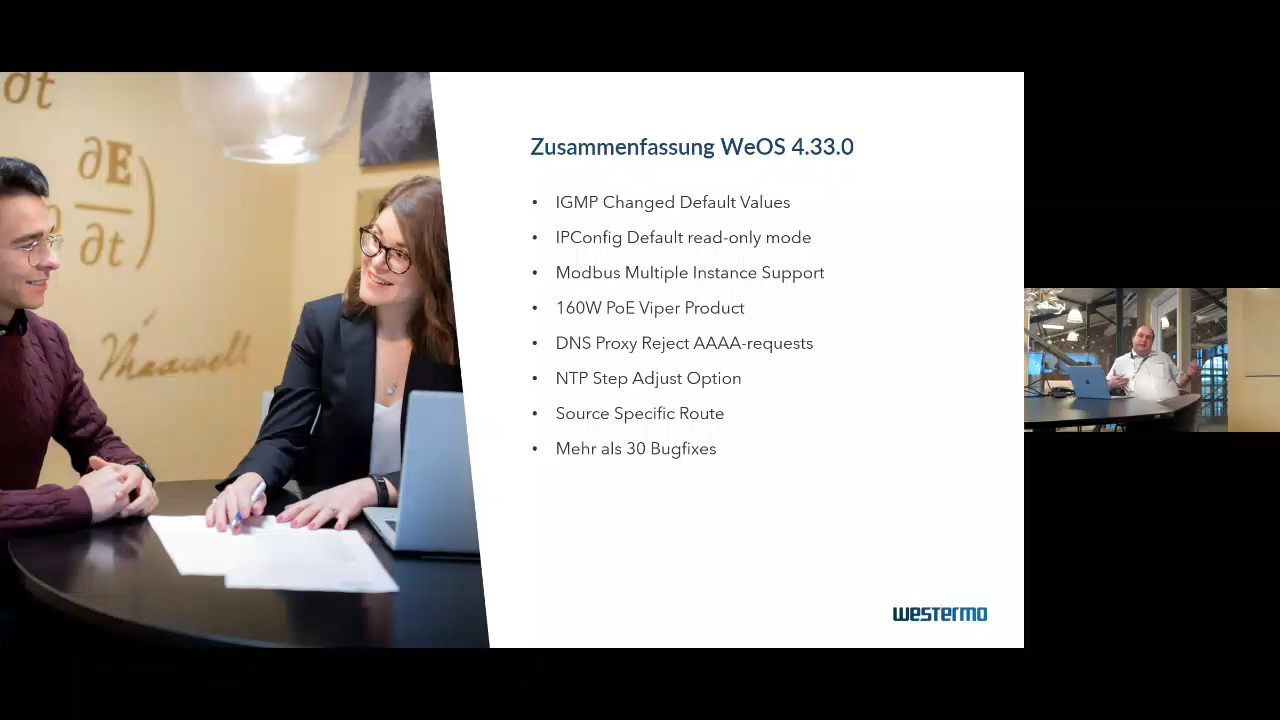 ∂t
∂E
∂t
)
Maxwell
Zusammenfassung WeOS 4.33.0
• IGMP Changed Default Values
• IPConfig Default read-only mode
• Modbus Multiple Instance Support
• 160W PoE Viper Product
• DNS Proxy Reject AAAA-requests
• NTP Step Adjust Option
• Source Specific Route
• Mehr als 30 Bugfixes
westermo